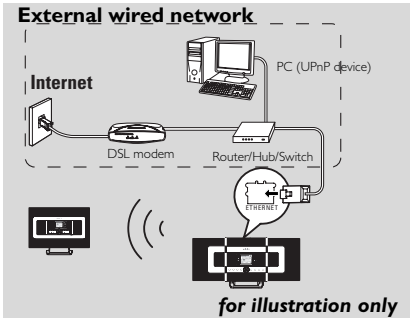 External wired network
PC (UPnP device)
Internet
DSL modem
Router/Hub/Switch
ETHERNET
for illustration only